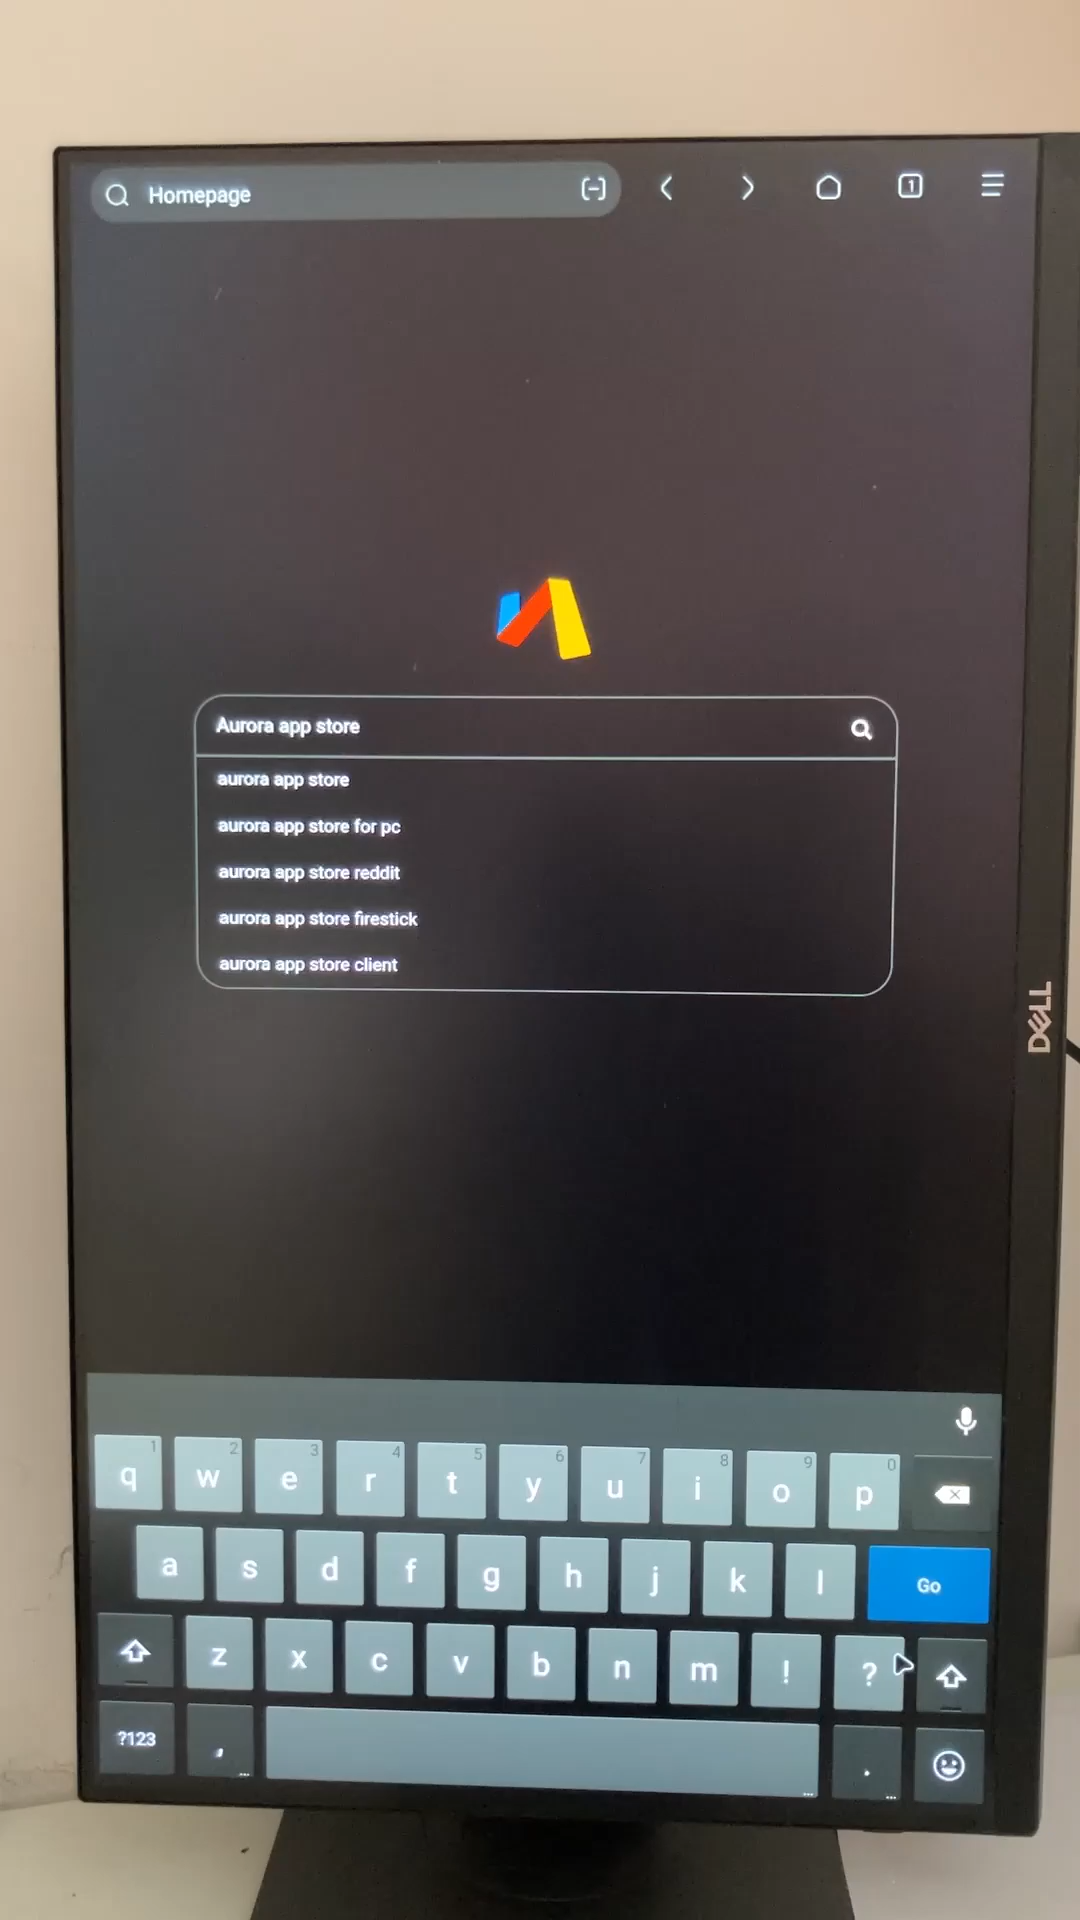 Homepage
1
Aurora app store
aurora app store
aurora app store for pc
aurora app store reddit
aurora app store firestick
aurora app store client
DELL
q 1 w 2 e 3 r 4 t 5 y 6 u 7 i 8 o 9 p 0
a s d f g h j k l Go
z x c v b n m ! ?
?123 , ... ... . ...